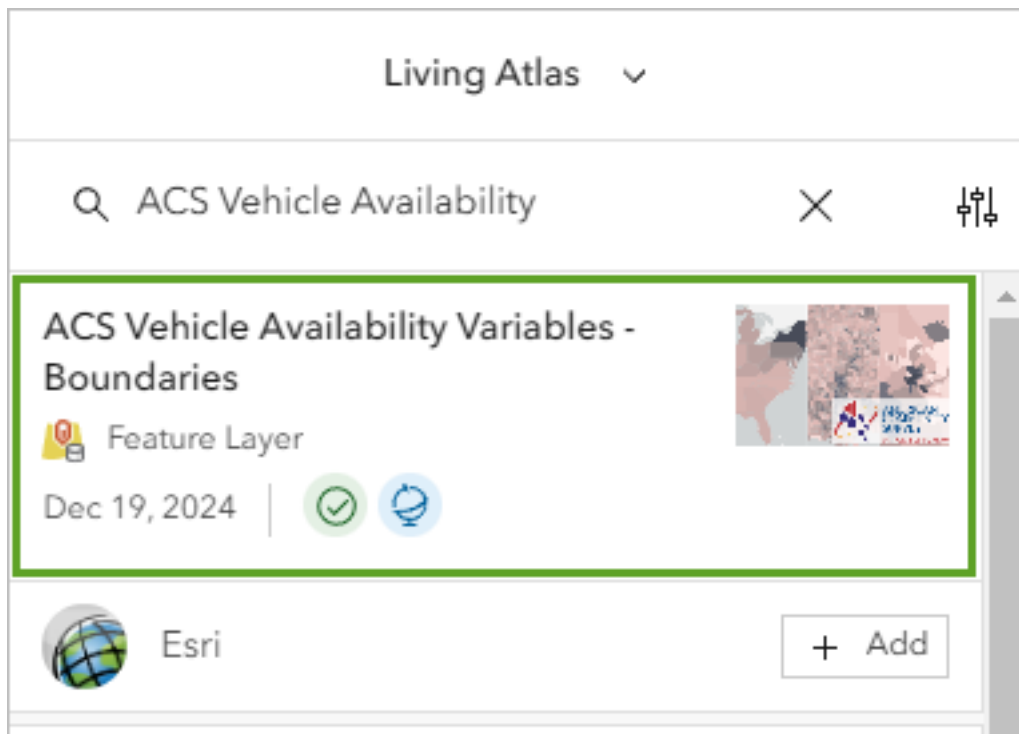 Living Atlas
ACS Vehicle Availability
ACS Vehicle Availability Variables -
Boundaries
Feature Layer
Dec 19, 2024
Esri
+ Add